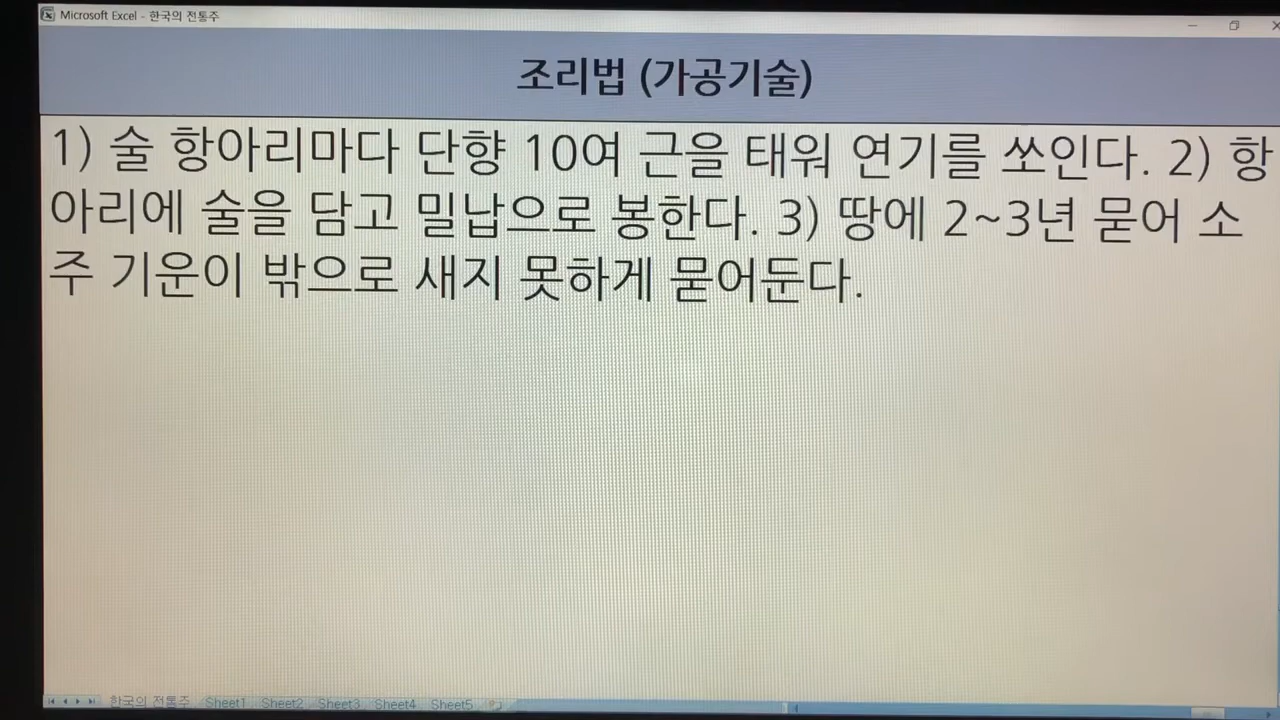 Microsoft Excel - 한국의 전통주
조리법 (가공기술)
1) 술 항아리마다 단향 10여 근을 태워 연기를 쏘인다. 2) 항
아리에 술을 담고 밀납으로 봉한다. 3) 땅에 2~3년 묻어 소
주 기운이 밖으로 새지 못하게 묻어둔다.
한국의 전통주 Sheet1 Sheet2 Sheet3 Sheet4 Sheet5